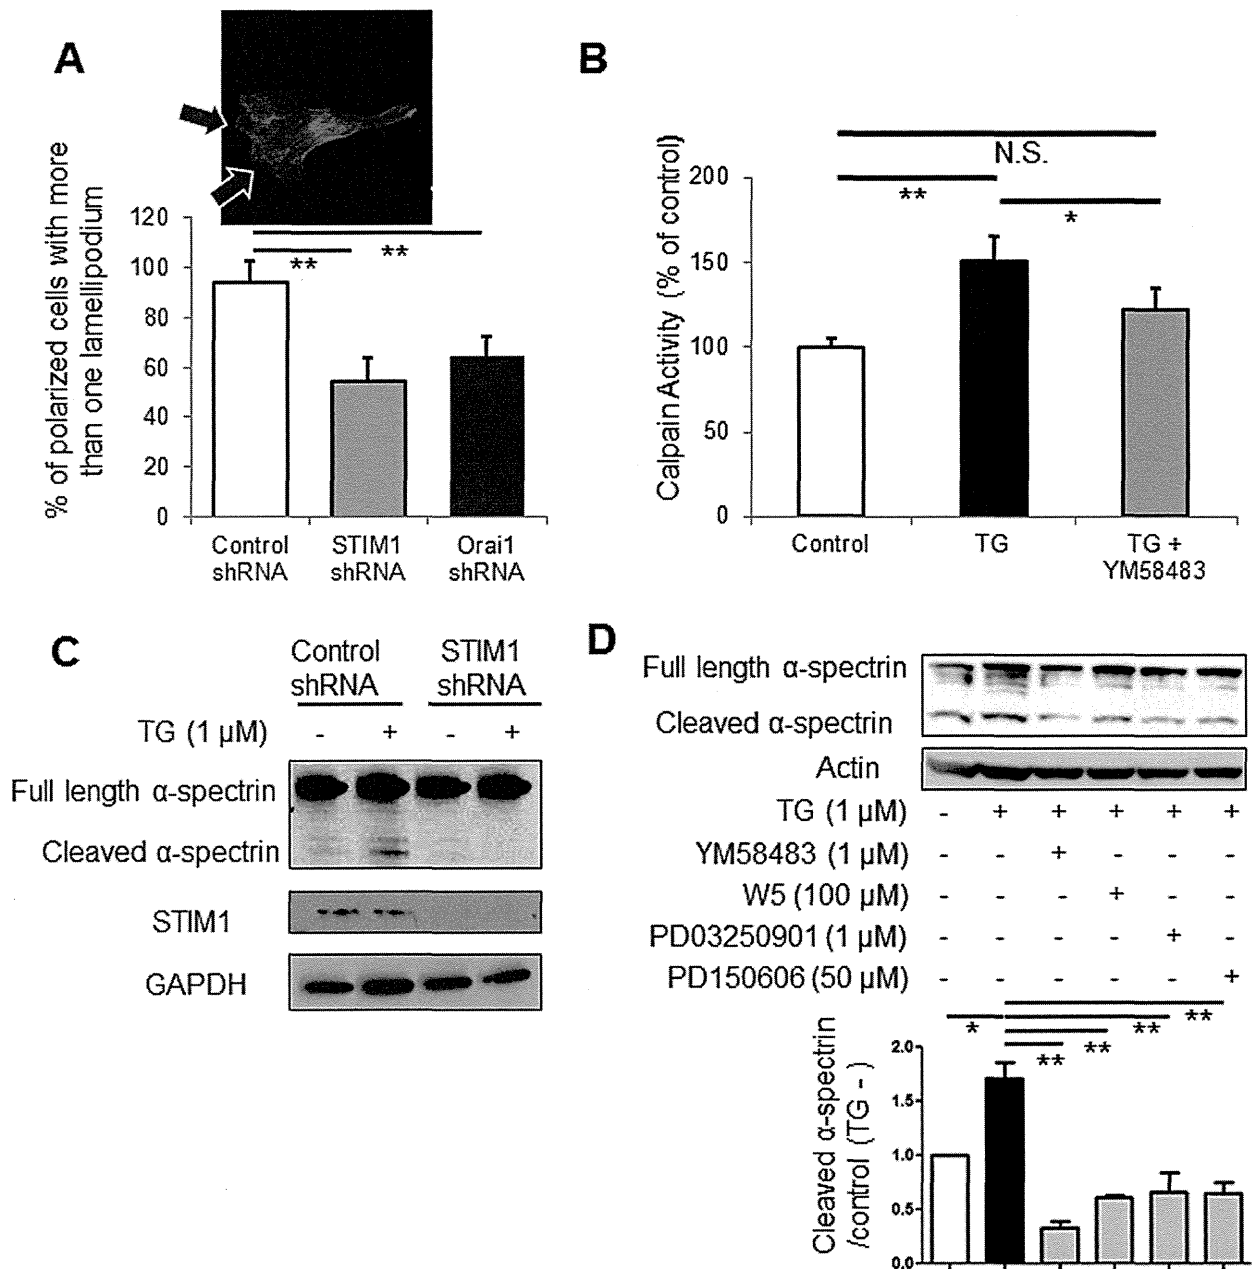 A
% of polarized cells with more
than one lamellipodium
120
100
80
60
40
20
0
**
**
Control
shRNA
STIM1
shRNA
Orai1
shRNA
B
Calpain Activity (% of control)
200
150
100
50
0
N.S.
**
*
Control
TG
TG +
YM58483
C
Control
shRNA
STIM1
shRNA
TG (1 µM) - + - +
Full length α-spectrin
Cleaved α-spectrin
STIM1
GAPDH
D
Full length α-spectrin
Cleaved α-spectrin
Actin
TG (1 µM) - + + + + +
YM58483 (1 µM) - - + - - -
W5 (100 µM) - - - + - -
PD03250901 (1 µM) - - - - + -
PD150606 (50 µM) - - - - - +
Cleaved α-spectrin
/control (TG - )
2.0
1.5
1.0
0.5
0.0
*
**
**
**
**